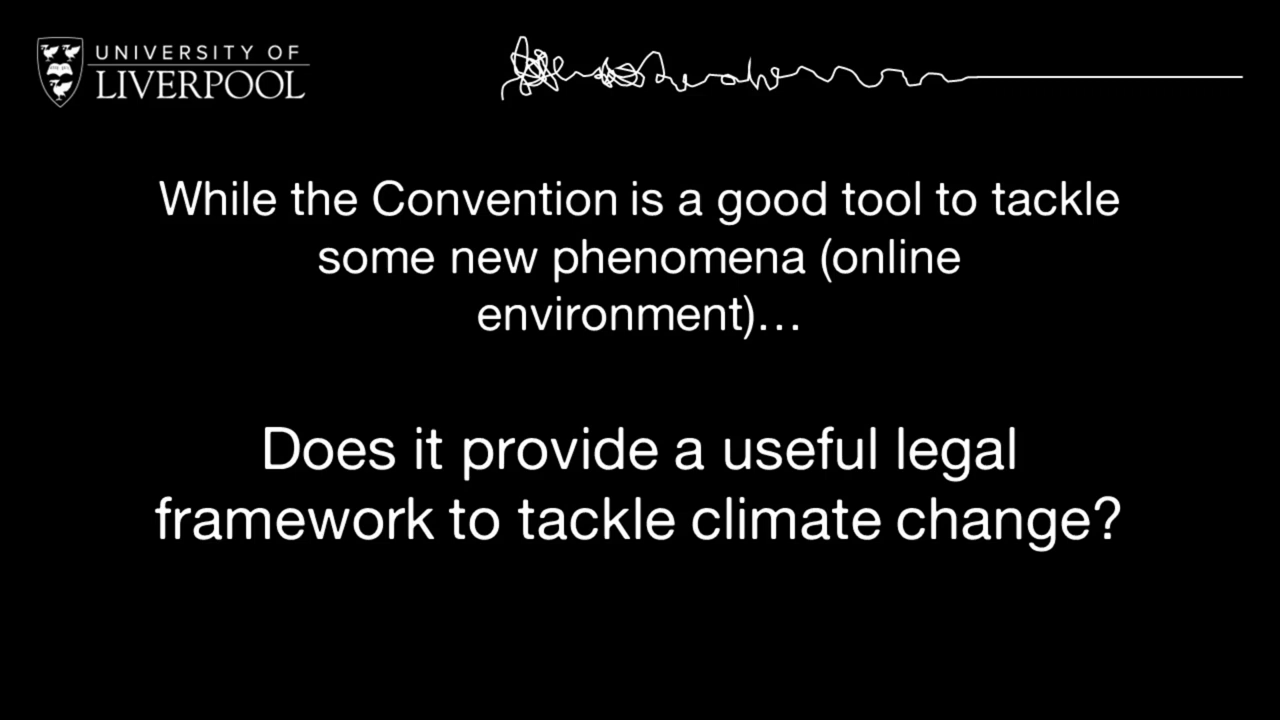 UNIVERSITY OF
LIVERPOOL
While the Convention is a good tool to tackle
some new phenomena (online
environment)…
Does it provide a useful legal
framework to tackle climate change?